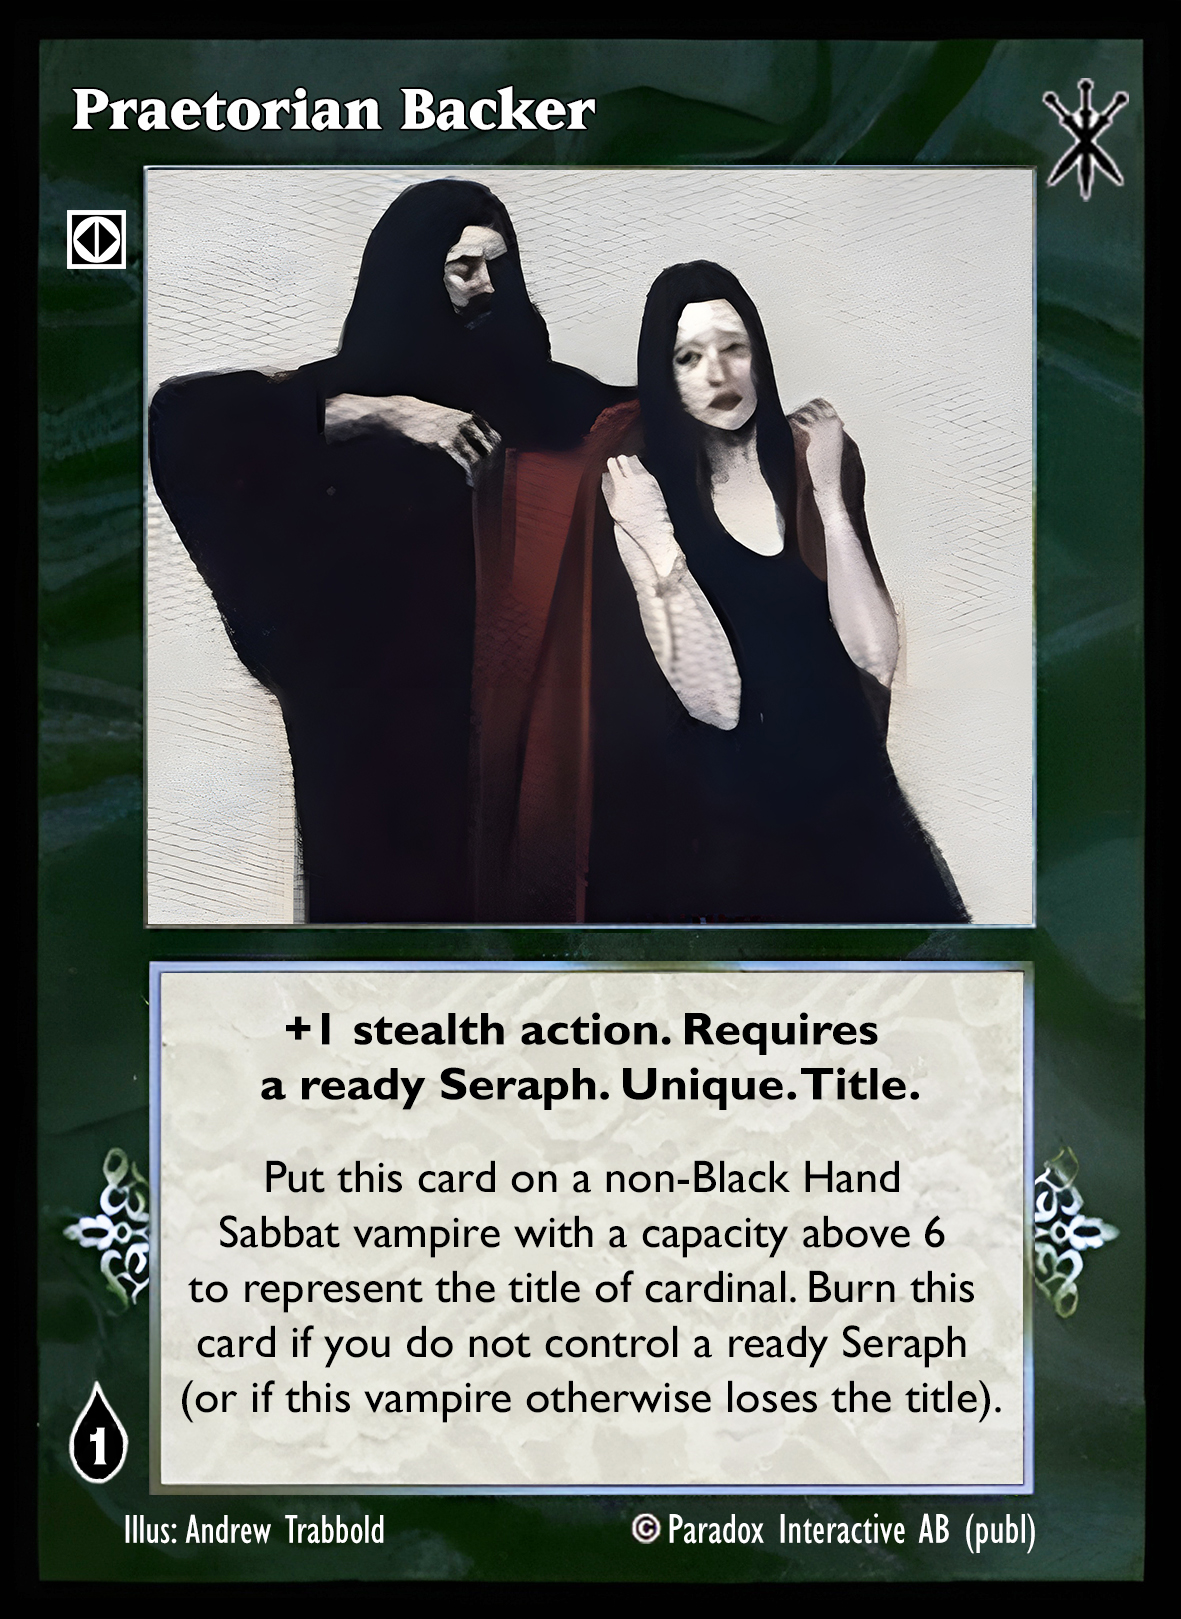 Praetorian Backer
+1 stealth action. Requires
a ready Seraph. Unique. Title.
Put this card on a non-Black Hand
Sabbat vampire with a capacity above 6
to represent the title of cardinal. Burn this
card if you do not control a ready Seraph
(or if this vampire otherwise loses the title).
1
Illus: Andrew Trabbold
© Paradox Interactive AB (publ)